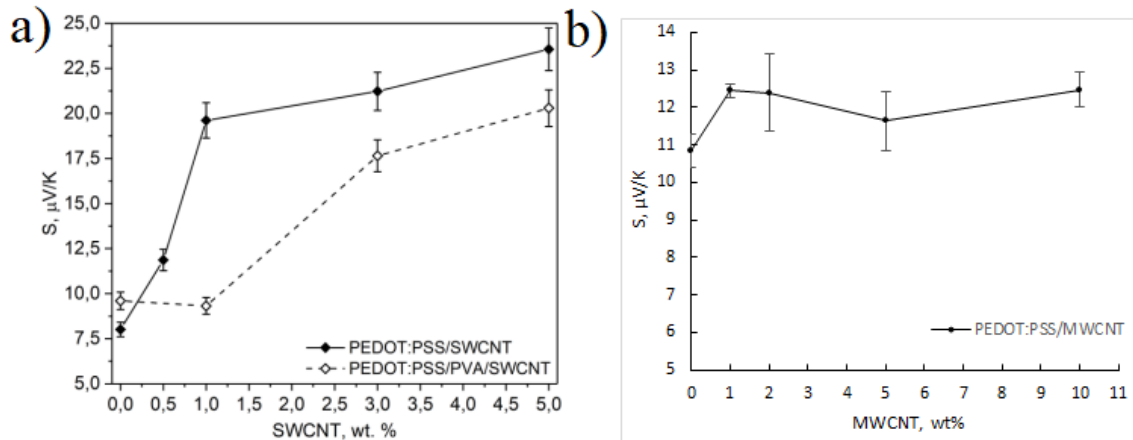 a)
25,0
22,5
20,0
17,5
15,0
12,5
10,0
7,5
5,0
S, µV/K
PEDOT:PSS/SWCNT
PEDOT:PSS/PVA/SWCNT
0,0 0,5 1,0 1,5 2,0 2,5 3,0 3,5 4,0 4,5 5,0
SWCNT, wt. %
b)
14
13
12
11
10
9
8
7
6
5
S, µV/K
PEDOT:PSS/MWCNT
0 1 2 3 4 5 6 7 8 9 10 11
MWCNT, wt%